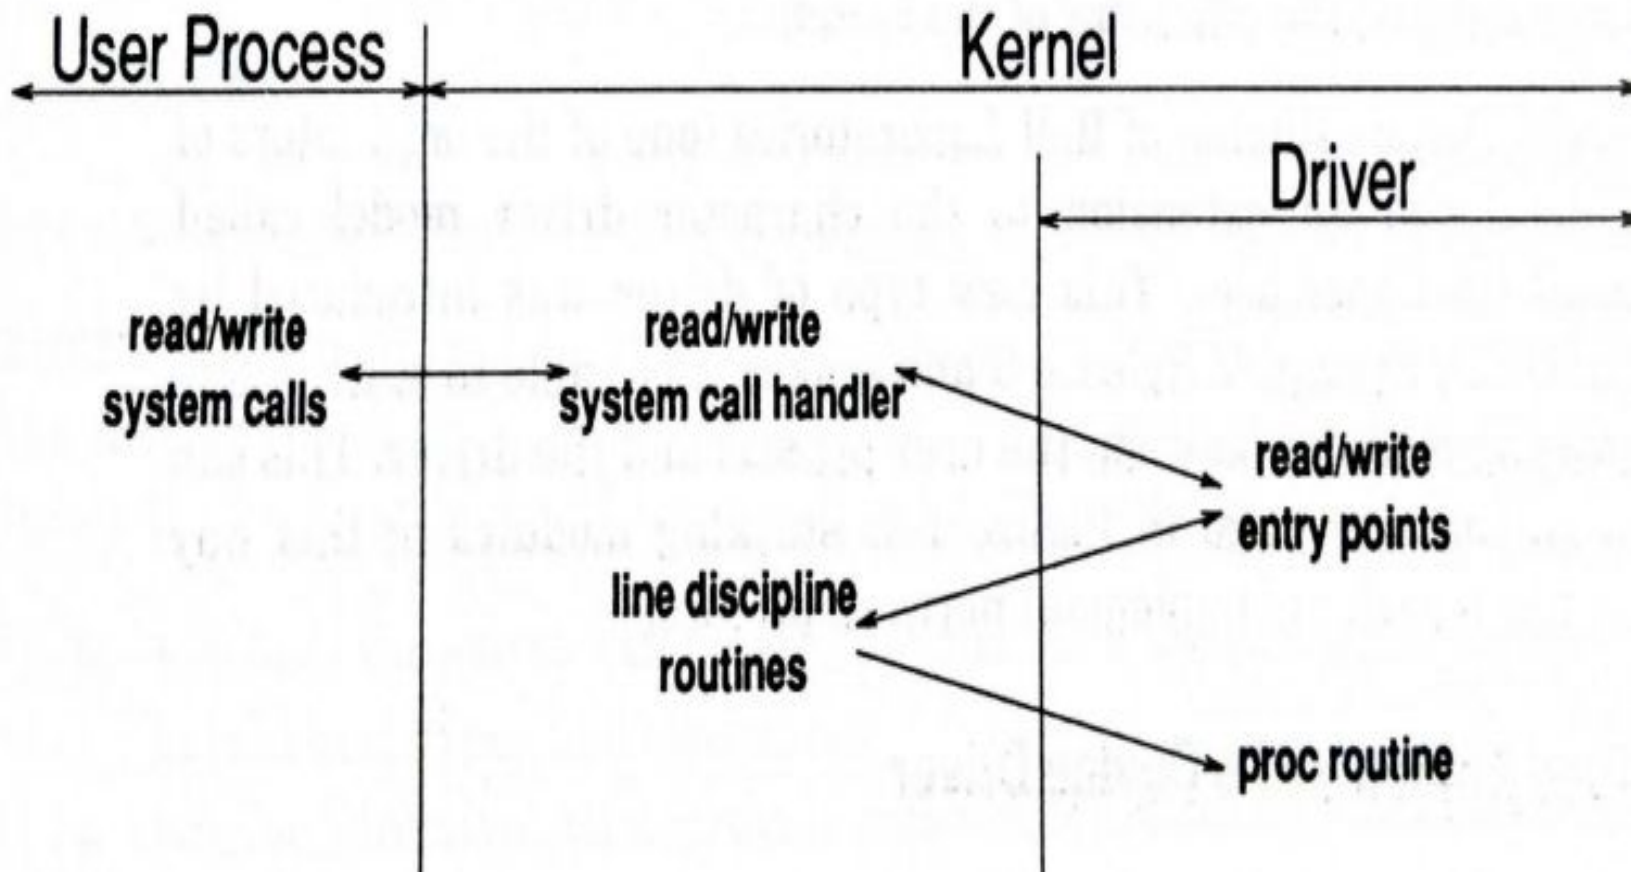 User Process
Kernel
Driver
read/write
system calls
read/write
system call handler
read/write
entry points
line discipline
routines
proc routine